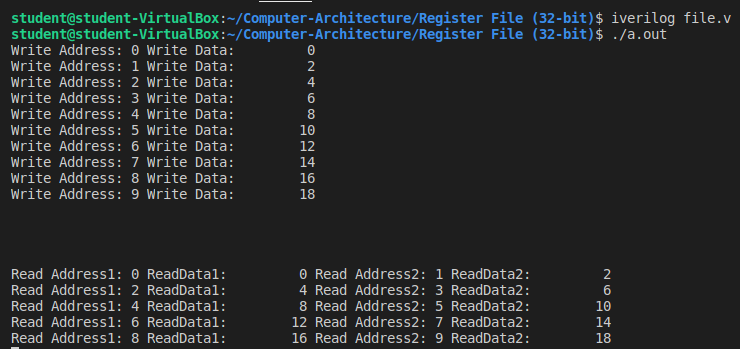 student@student-VirtualBox:~/Computer-Architecture/Register File (32-bit)$ iverilog file.v
student@student-VirtualBox:~/Computer-Architecture/Register File (32-bit)$ ./a.out
Write Address: 0 Write Data:          0
Write Address: 1 Write Data:          2
Write Address: 2 Write Data:          4
Write Address: 3 Write Data:          6
Write Address: 4 Write Data:          8
Write Address: 5 Write Data:         10
Write Address: 6 Write Data:         12
Write Address: 7 Write Data:         14
Write Address: 8 Write Data:         16
Write Address: 9 Write Data:         18
Read Address1: 0 ReadData1:          0 Read Address2: 1 ReadData2:          2
Read Address1: 2 ReadData1:          4 Read Address2: 3 ReadData2:          6
Read Address1: 4 ReadData1:          8 Read Address2: 5 ReadData2:         10
Read Address1: 6 ReadData1:         12 Read Address2: 7 ReadData2:         14
Read Address1: 8 ReadData1:         16 Read Address2: 9 ReadData2:         18